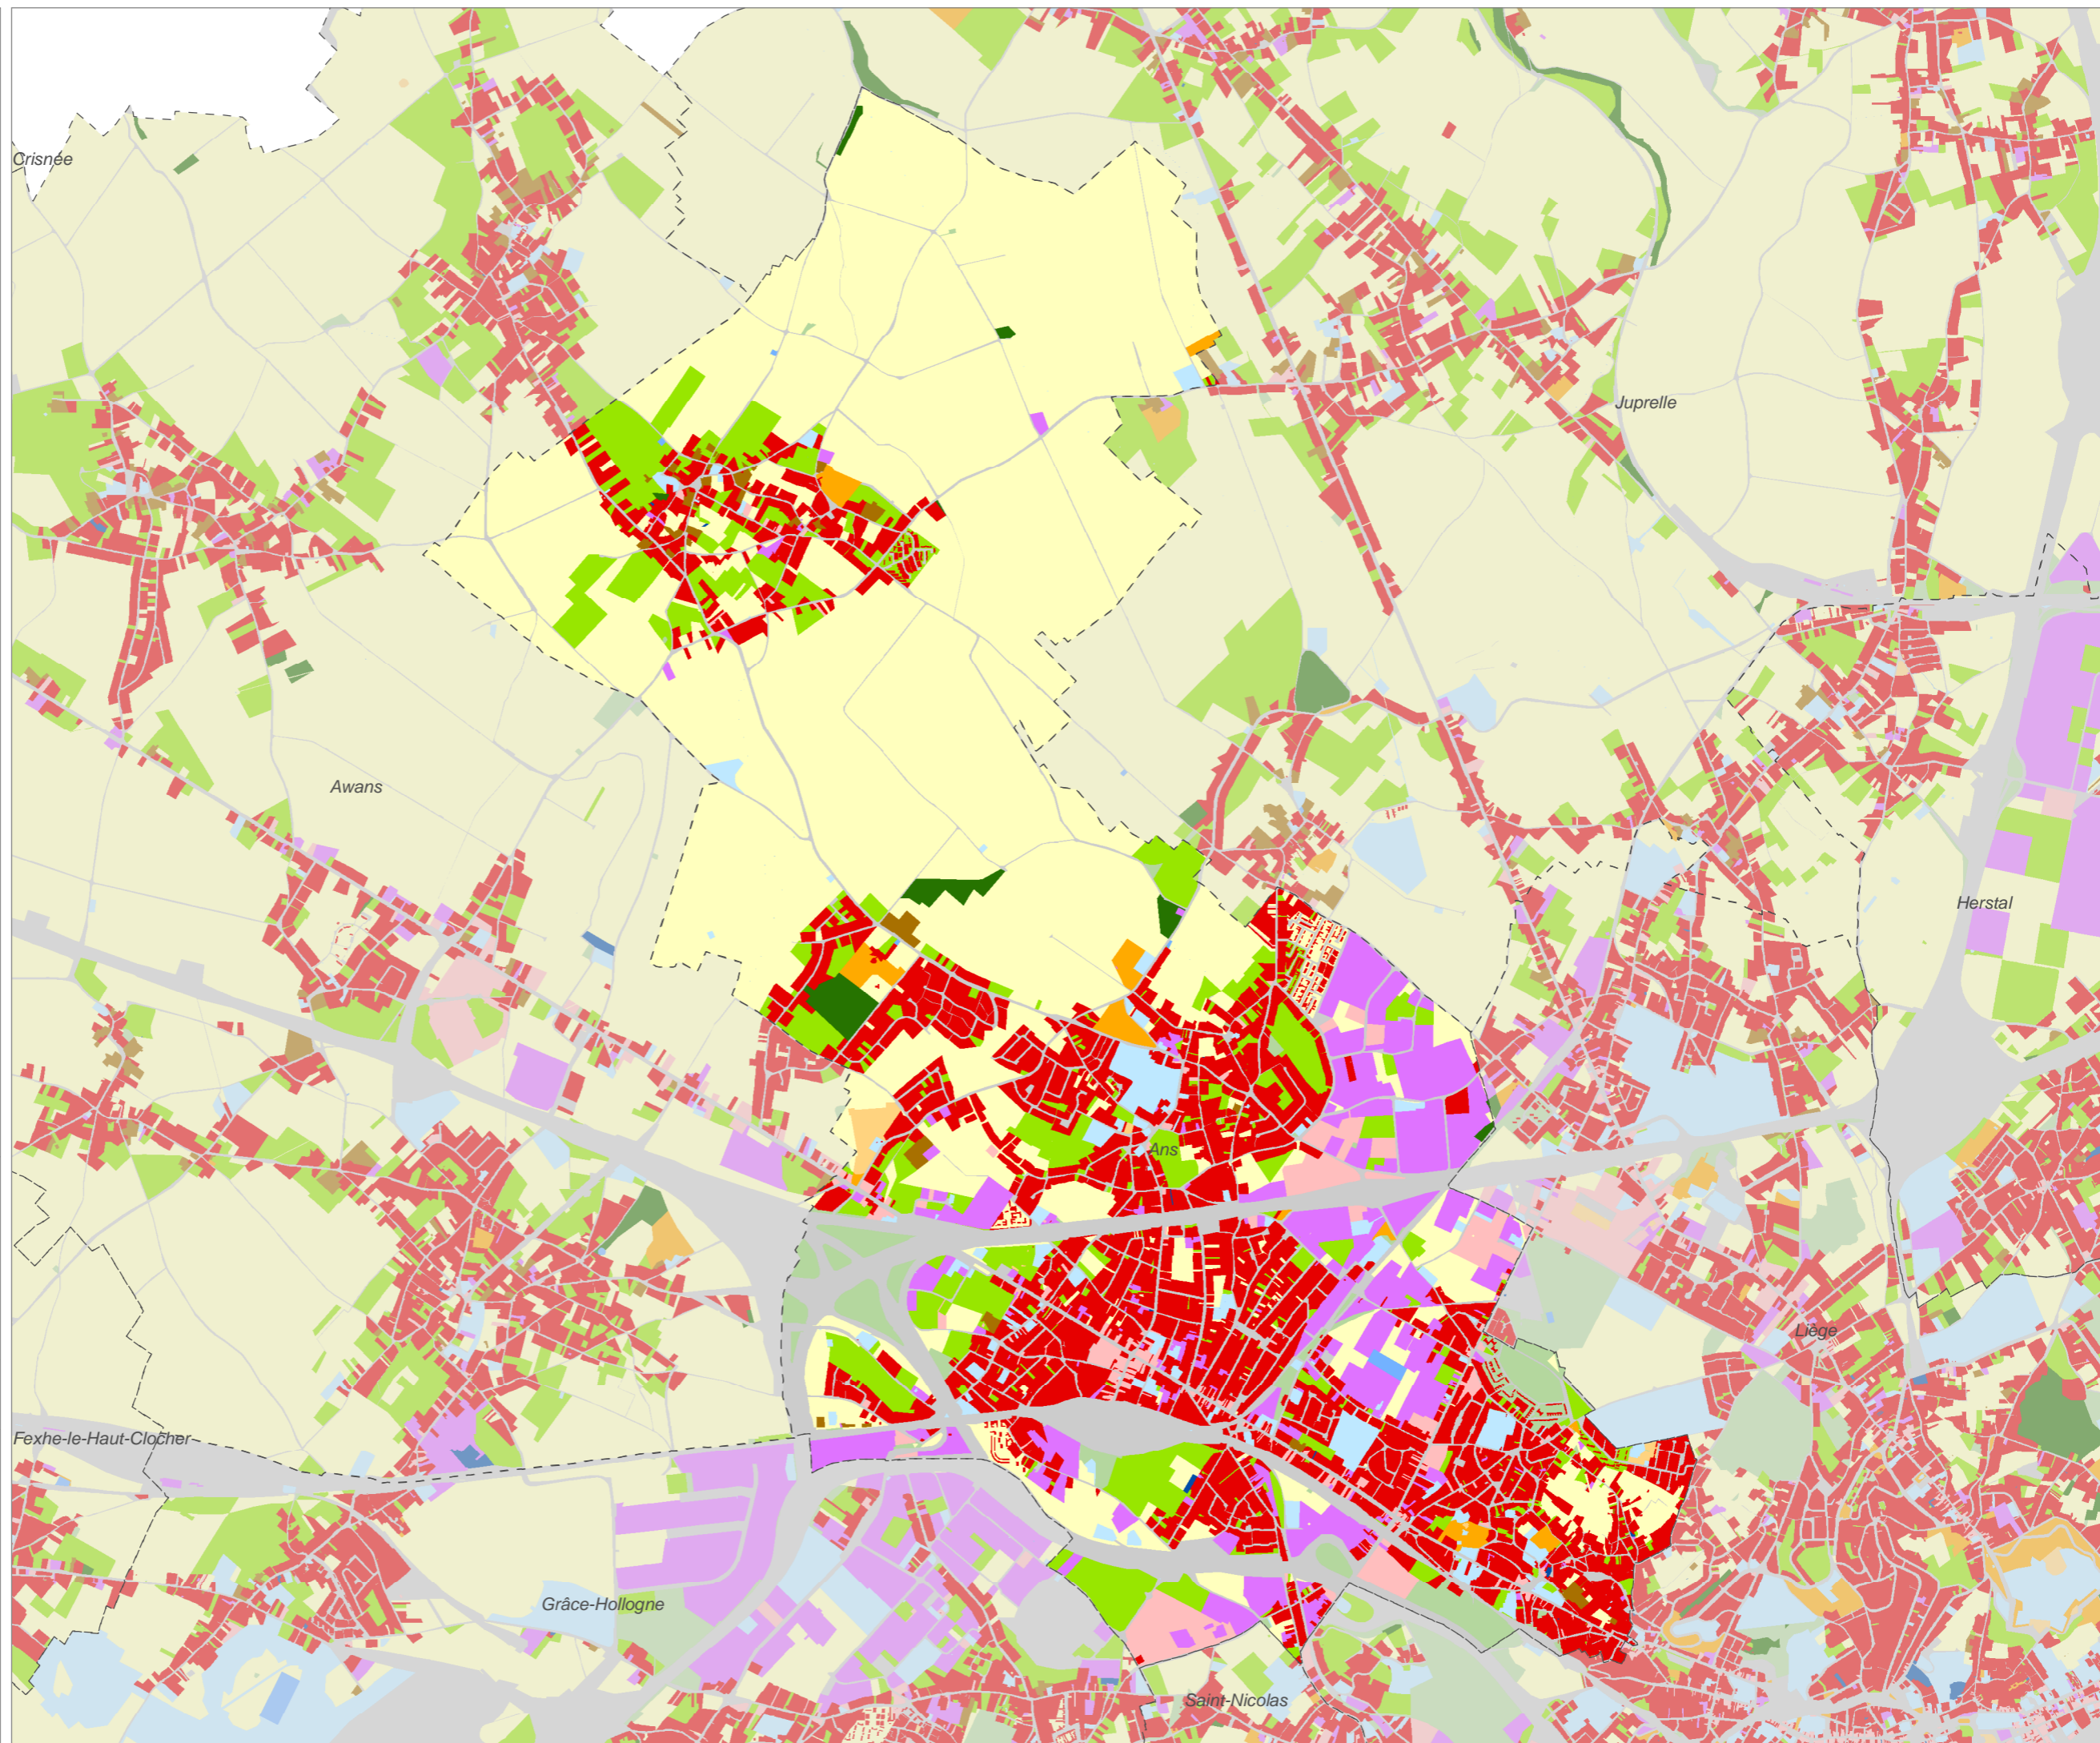 Crisnée
Juprelle
Awans
Herstal
Ans
Liège
Fexhe-le-Haut-Clocher
Grâce-Hollogne
Saint-Nicolas